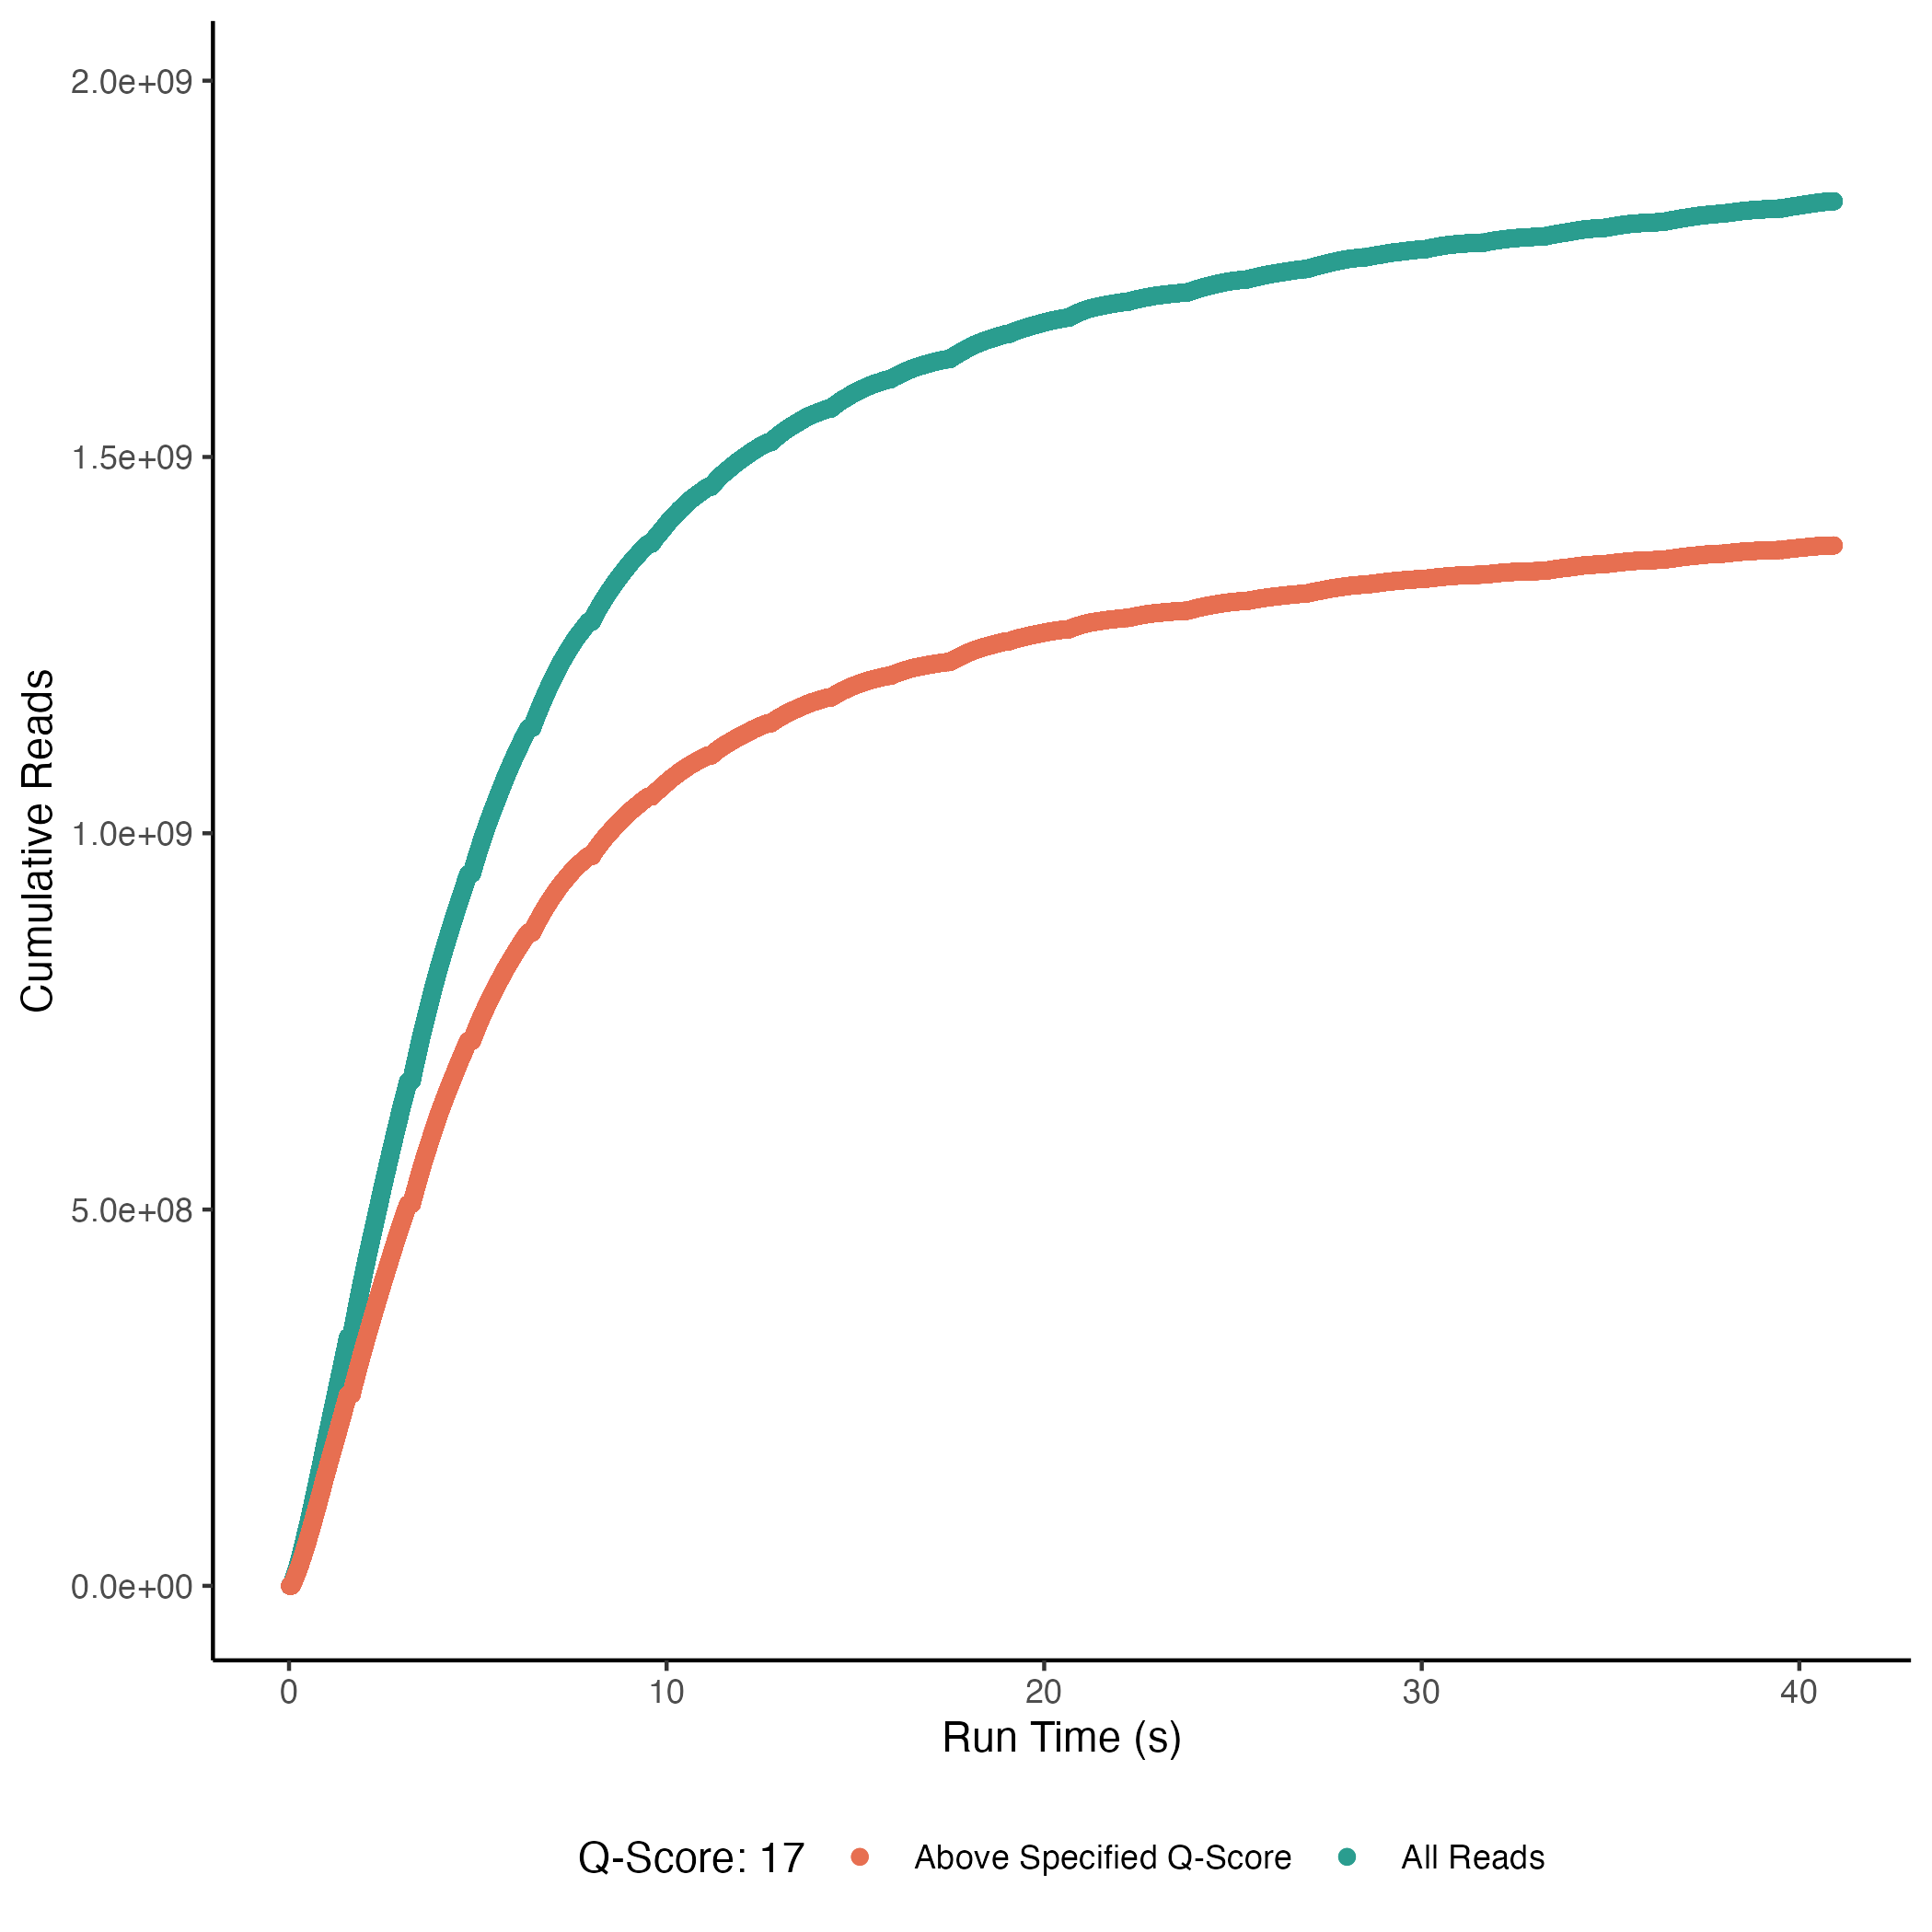 2.0e+09
1.5e+09
1.0e+09
5.0e+08
0.0e+00
Cumulative Reads
0 10 20 30 40
Run Time (s)
Q-Score: 17 Above Specified Q-Score All Reads